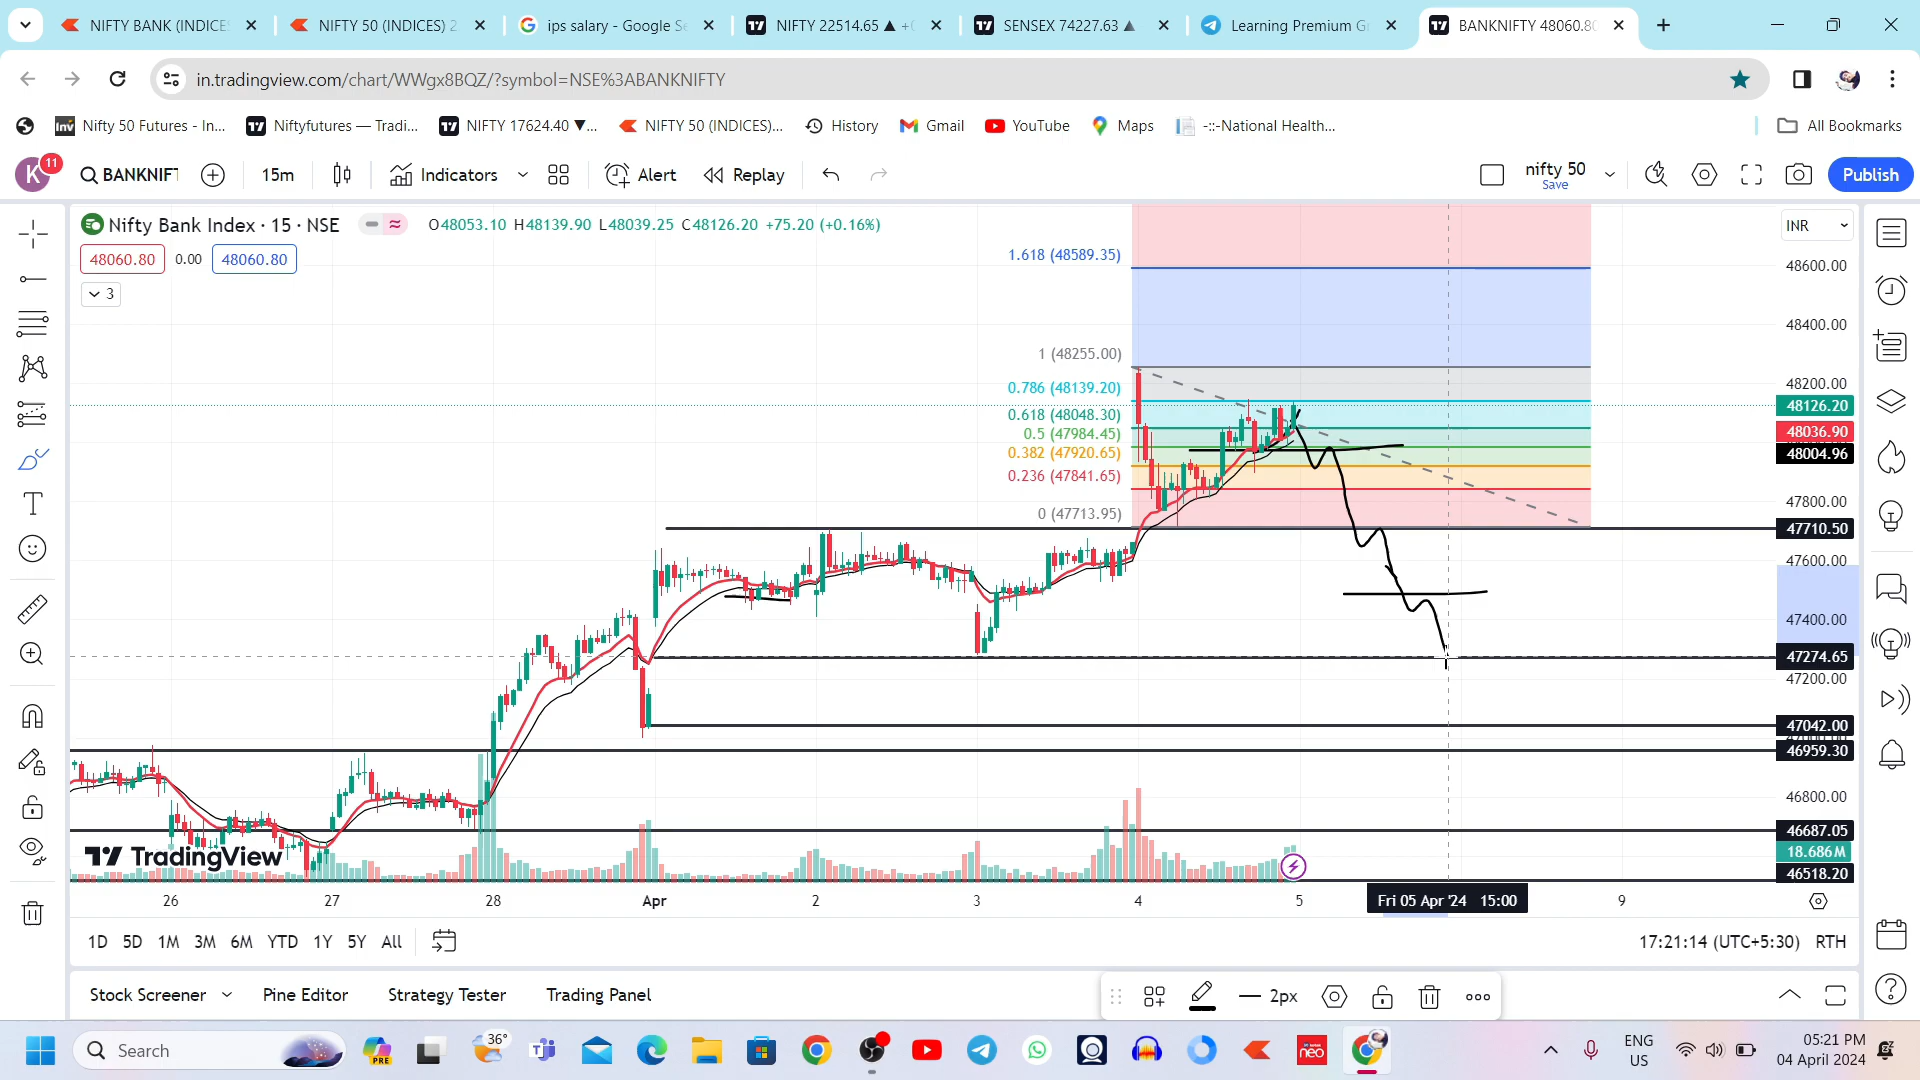 NIFTY BANK (INDICES
NIFTY 50 (INDICES) 2
ips salary - Google Se
NIFTY 22514.65 ▲ +0
SENSEX 74227.63 ▲
Learning Premium Gr
BANKNIFTY 48060.80
in.tradingview.com/chart/WWgx8BQZ/?symbol=NSE%3ABANKNIFTY
Nifty 50 Futures - In...
Niftyfutures — Tradi...
NIFTY 17624.40 ▼...
NIFTY 50 (INDICES)...
History
Gmail
YouTube
Maps
-::-National Health...
All Bookmarks
K 11
BANKNIFT
15m
Indicators
Alert
Replay
nifty 50
Save
Publish
Nifty Bank Index · 15 · NSE
O48053.10 H48139.90 L48039.25 C48126.20 +75.20 (+0.16%)
INR
48060.80 0.00 48060.80
3
1.618 (48589.35)
1 (48255.00)
0.786 (48139.20)
0.618 (48048.30)
0.5 (47984.45)
0.382 (47920.65)
0.236 (47841.65)
0 (47713.95)
48600.00
48400.00
48200.00
48126.20
48036.90
48004.96
47800.00
47710.50
47600.00
47400.00
47274.65
47200.00
47042.00
46959.30
46800.00
46687.05
18.686M
46518.20
TradingView
26 27 28 Apr 2 3 4 5 Fri 05 Apr '24 15:00 9
1D 5D 1M 3M 6M YTD 1Y 5Y All
17:21:14 (UTC+5:30) RTH
Stock Screener
Pine Editor
Strategy Tester
Trading Panel
2px
Search
PRE
36°
neo
ENG
US
05:21 PM
04 April 2024